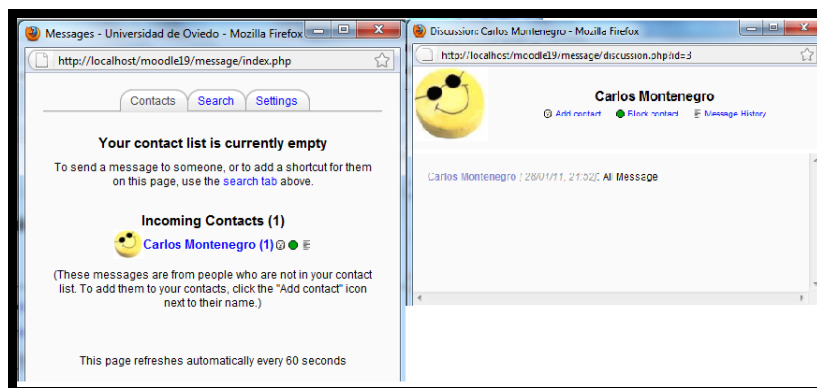 Messages - Universidad de Oviedo - Mozilla Firefox
http://localhost/moodle19/message/index.php
Contacts Search Settings
Your contact list is currently empty
To send a message to someone, or to add a shortcut for them
on this page, use the search tab above.
Incoming Contacts (1)
Carlos Montenegro (1)
(These messages are from people who are not in your contact
list. To add them to your contacts, click the "Add contact" icon
next to their name.)
This page refreshes automatically every 60 seconds
Discussion: Carlos Montenegro - Mozilla Firefox
http://localhost/moodle19/message/discussion.php?id=3
Carlos Montenegro
Add contact Block contact Message History
Carlos Montenegro [28/01/11, 21:52]: All Message